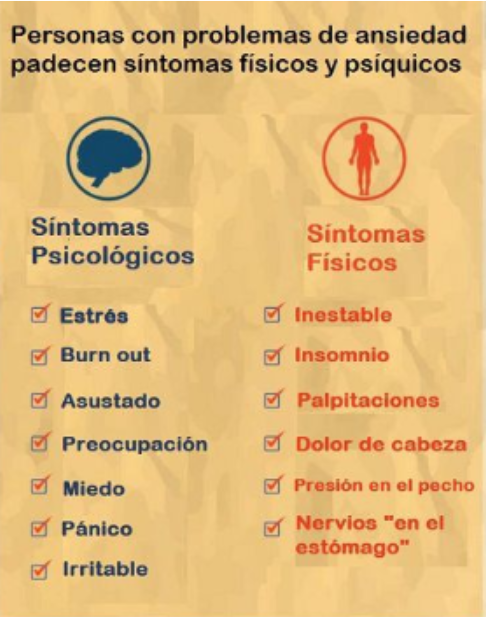 Personas con problemas de ansiedad
padecen síntomas físicos y psíquicos
Síntomas
Psicológicos
Estrés
Burn out
Asustado
Preocupación
Miedo
Pánico
Irritable
Síntomas
Físicos
Inestable
Insomnio
Palpitaciones
Dolor de cabeza
Presión en el pecho
Nervios "en el
estómago"